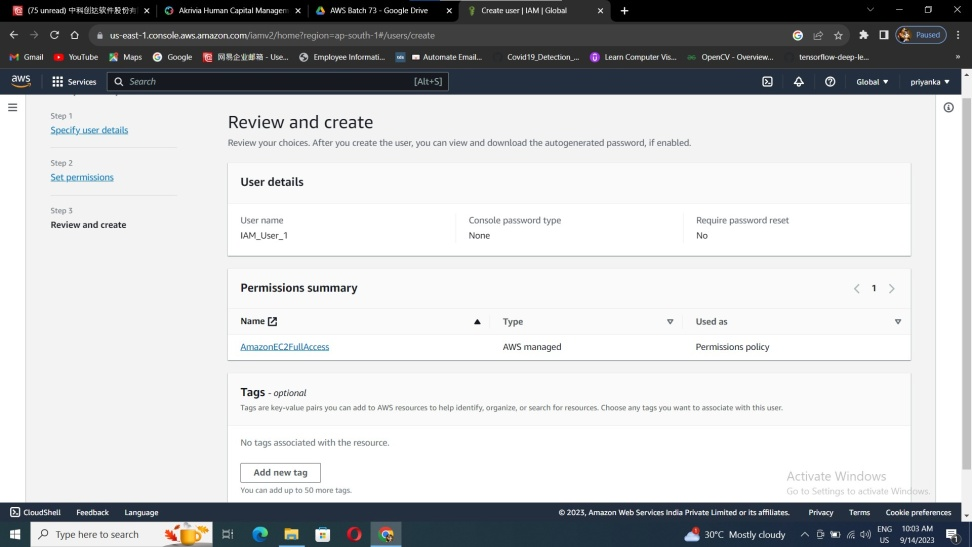 (75 unread) 中科创达软件股份有
Akrivia Human Capital Managem
AWS Batch 73 - Google Drive
Create user | IAM | Global
us-east-1.console.aws.amazon.com/iamv2/home?region=ap-south-1#/users/create
Paused
Gmail
YouTube
Maps
Google
网易企业邮箱 - Use...
Employee Informati...
Automate Email...
Covid19_Detection_...
Learn Computer Vis...
OpenCV - Overview...
tensorflow-deep-le...
aws
Services
Search
[Alt+S]
Global
priyanka
Step 1
Specify user details
Step 2
Set permissions
Step 3
Review and create
Review and create
Review your choices. After you create the user, you can view and download the autogenerated password, if enabled.
User details
User name
Console password type
Require password reset
IAM_User_1
None
No
Permissions summary
1
Name
Type
Used as
AmazonEC2FullAccess
AWS managed
Permissions policy
Tags - optional
Tags are key-value pairs you can add to AWS resources to help identify, organize, or search for resources. Choose any tags you want to associate with this user.
No tags associated with the resource.
Add new tag
You can add up to 50 more tags.
Activate Windows
Go to Settings to activate Windows.
CloudShell
Feedback
Language
© 2023, Amazon Web Services India Private Limited or its affiliates.
Privacy
Terms
Cookie preferences
Type here to search
30°C Mostly cloudy
ENG
US
10:03 AM
9/14/2023